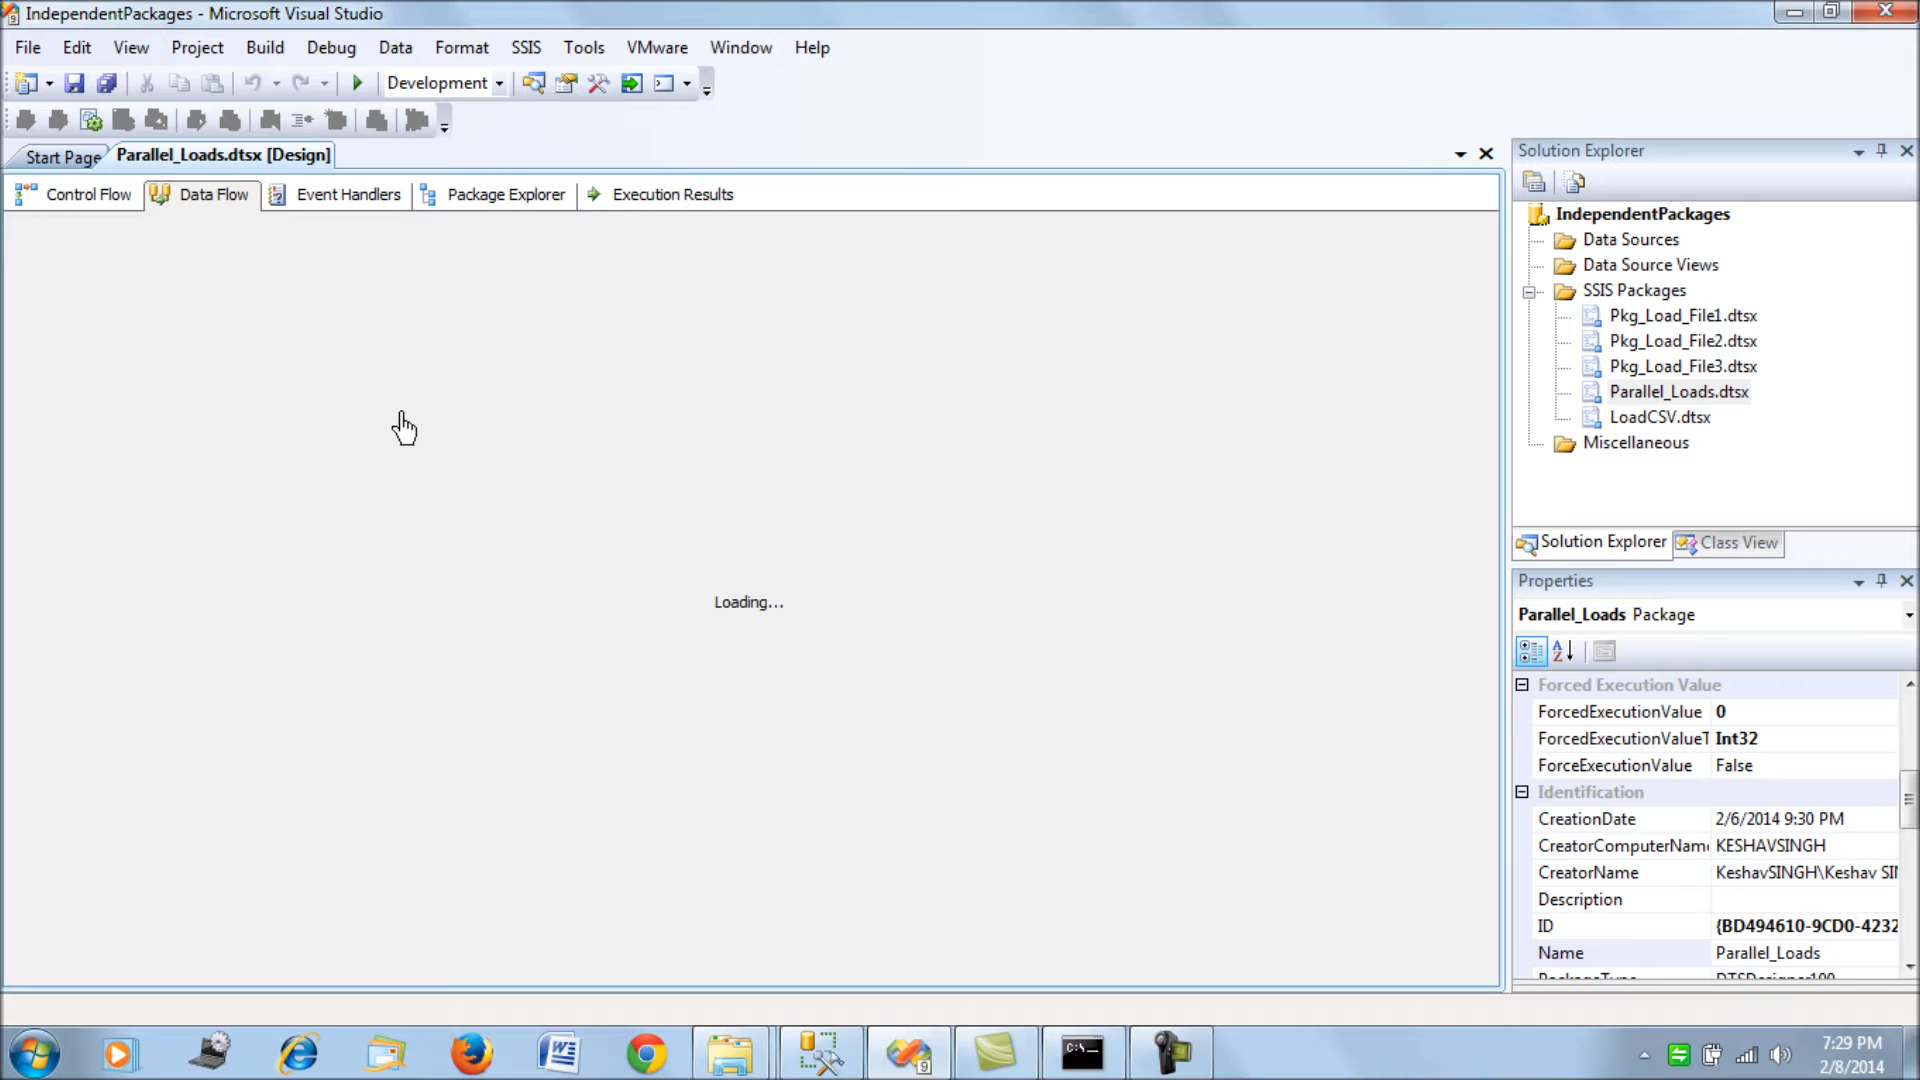 IndependentPackages - Microsoft Visual Studio
File Edit View Project Build Debug Data Format SSIS Tools VMware Window Help
Development
Start Page Parallel_Loads.dtsx [Design]
Control Flow Data Flow Event Handlers Package Explorer Execution Results
Loading...
Solution Explorer
IndependentPackages
Data Sources
Data Source Views
SSIS Packages
Pkg_Load_File1.dtsx
Pkg_Load_File2.dtsx
Pkg_Load_File3.dtsx
Parallel_Loads.dtsx
LoadCSV.dtsx
Miscellaneous
Solution Explorer Class View
Properties
Parallel_Loads Package
Forced Execution Value
ForcedExecutionValue 0
ForcedExecutionValueT Int32
ForceExecutionValue False
Identification
CreationDate 2/6/2014 9:30 PM
CreatorComputerNam KESHAVSINGH
CreatorName KeshavSINGH\Keshav SI
Description
ID {BD494610-9CD0-4232
Name Parallel_Loads
PackageType DTSDesigner100
C:\_
7:29 PM
2/8/2014